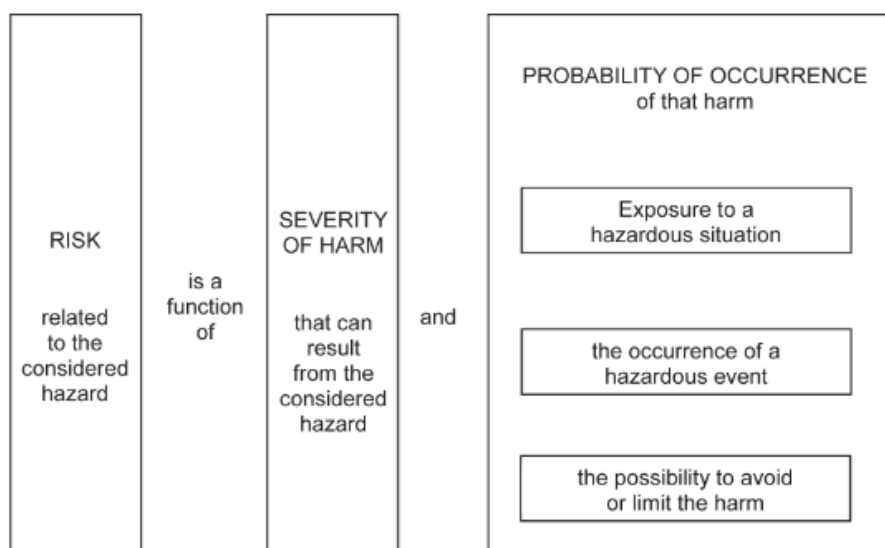 RISK
related
to the
considered
hazard
is a
function
of
SEVERITY
OF HARM
that can
result
from the
considered
hazard
and
PROBABILITY OF OCCURRENCE
of that harm
Exposure to a
hazardous situation
the occurrence of a
hazardous event
the possibility to avoid
or limit the harm